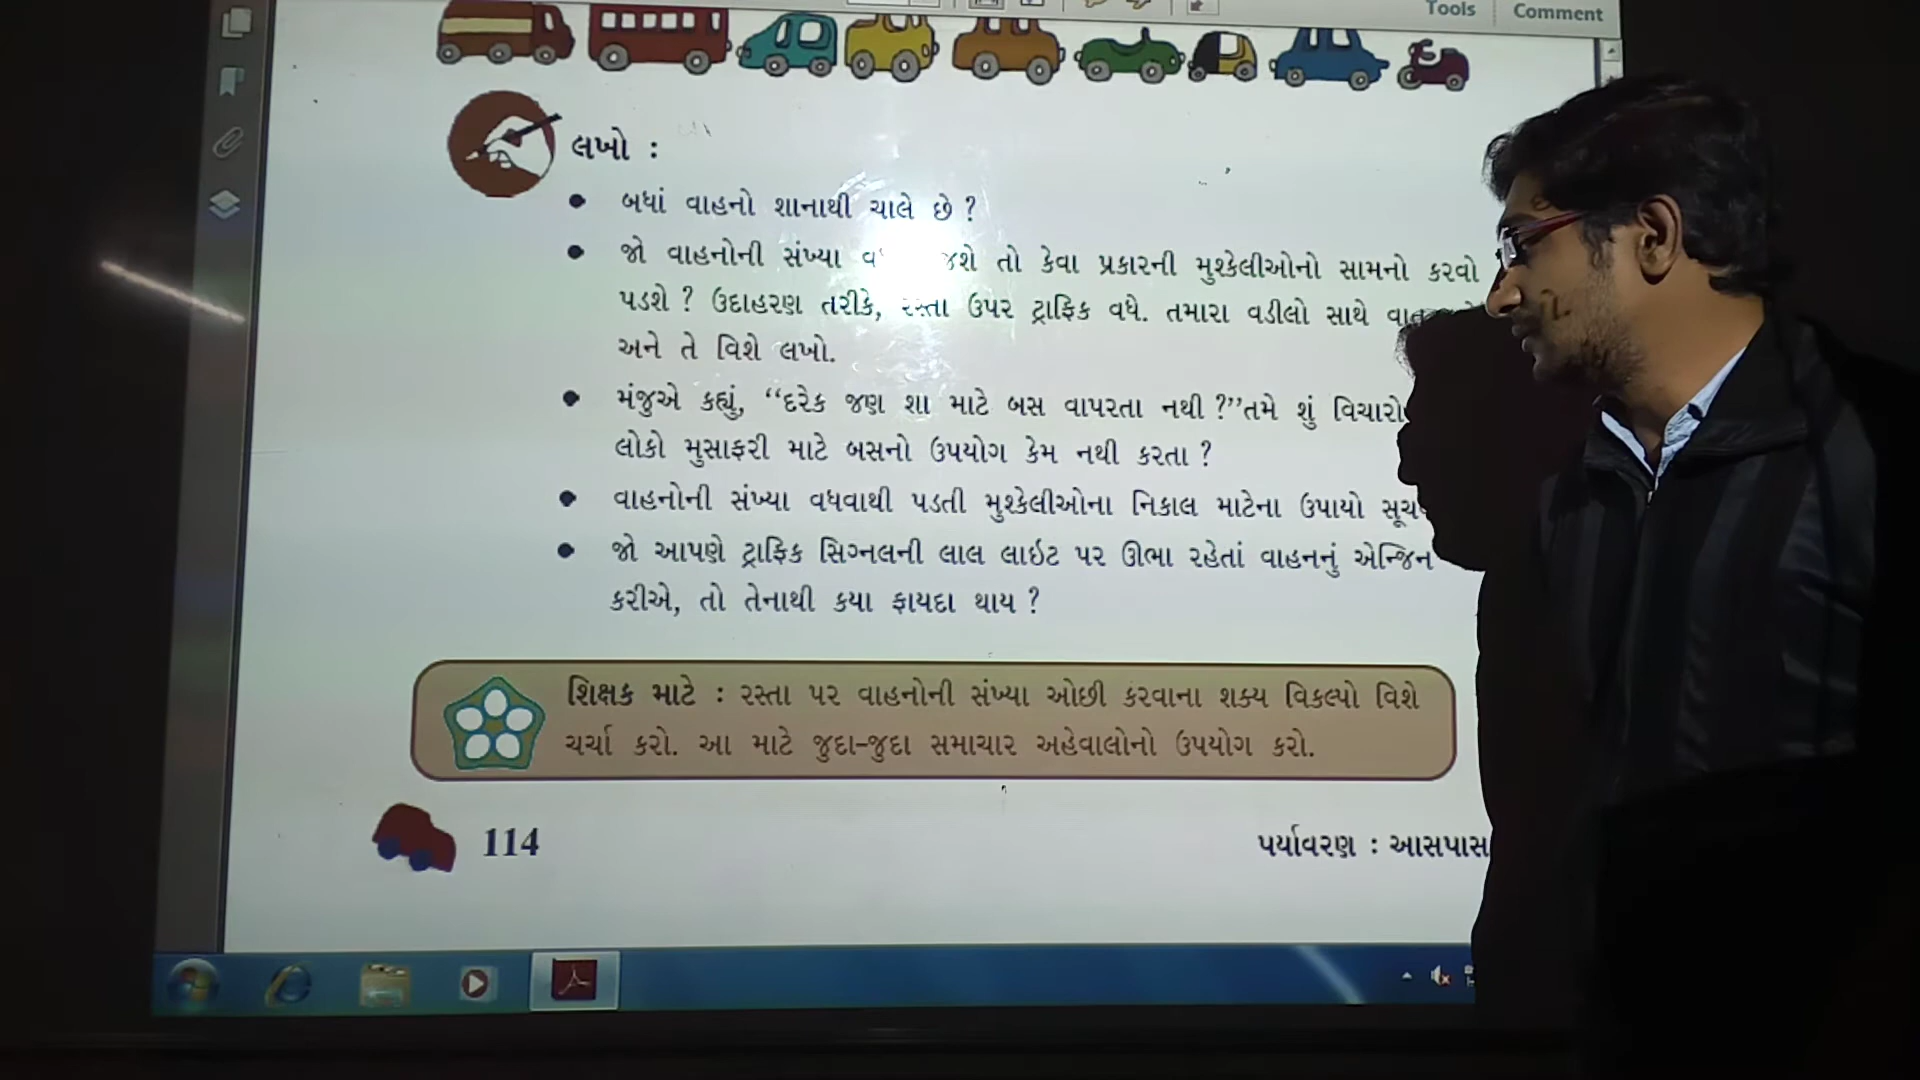 Tools Comment
લખો :
બધાં વાહનો શાનાથી ચાલે છે ?
જો વાહનોની સંખ્યા જશે તો કેવા પ્રકારની મુશ્કેલીઓનો સામનો કરવો
પડશે ? ઉદાહરણ તરીકે, રસ્તા ઉપર ટ્રાફિક વધે. તમારા વડીલો સાથે
અને તે વિશે લખો.
મંજુએ કહ્યું, “દરેક જણ શા માટે બસ વાપરતા નથી ?”તમે શું વિચારો
લોકો મુસાફરી માટે બસનો ઉપયોગ કેમ નથી કરતા ?
વાહનોની સંખ્યા વધવાથી પડતી મુશ્કેલીઓના નિકાલ માટેના ઉપાયો
જો આપણે ટ્રાફિક સિગ્નલની લાલ લાઇટ પર ઊભા રહેતાં વાહનનું એન્જિન
કરીએ, તો તેનાથી કયા ફાયદા થાય ?
શિક્ષક માટે : રસ્તા પર વાહનોની સંખ્યા ઓછી કરવાના શક્ય વિકલ્પો વિશે
ચર્ચા કરો. આ માટે જુદા-જુદા સમાચાર અહેવાલોનો ઉપયોગ કરો.
114
પર્યાવરણ : આસપાસ